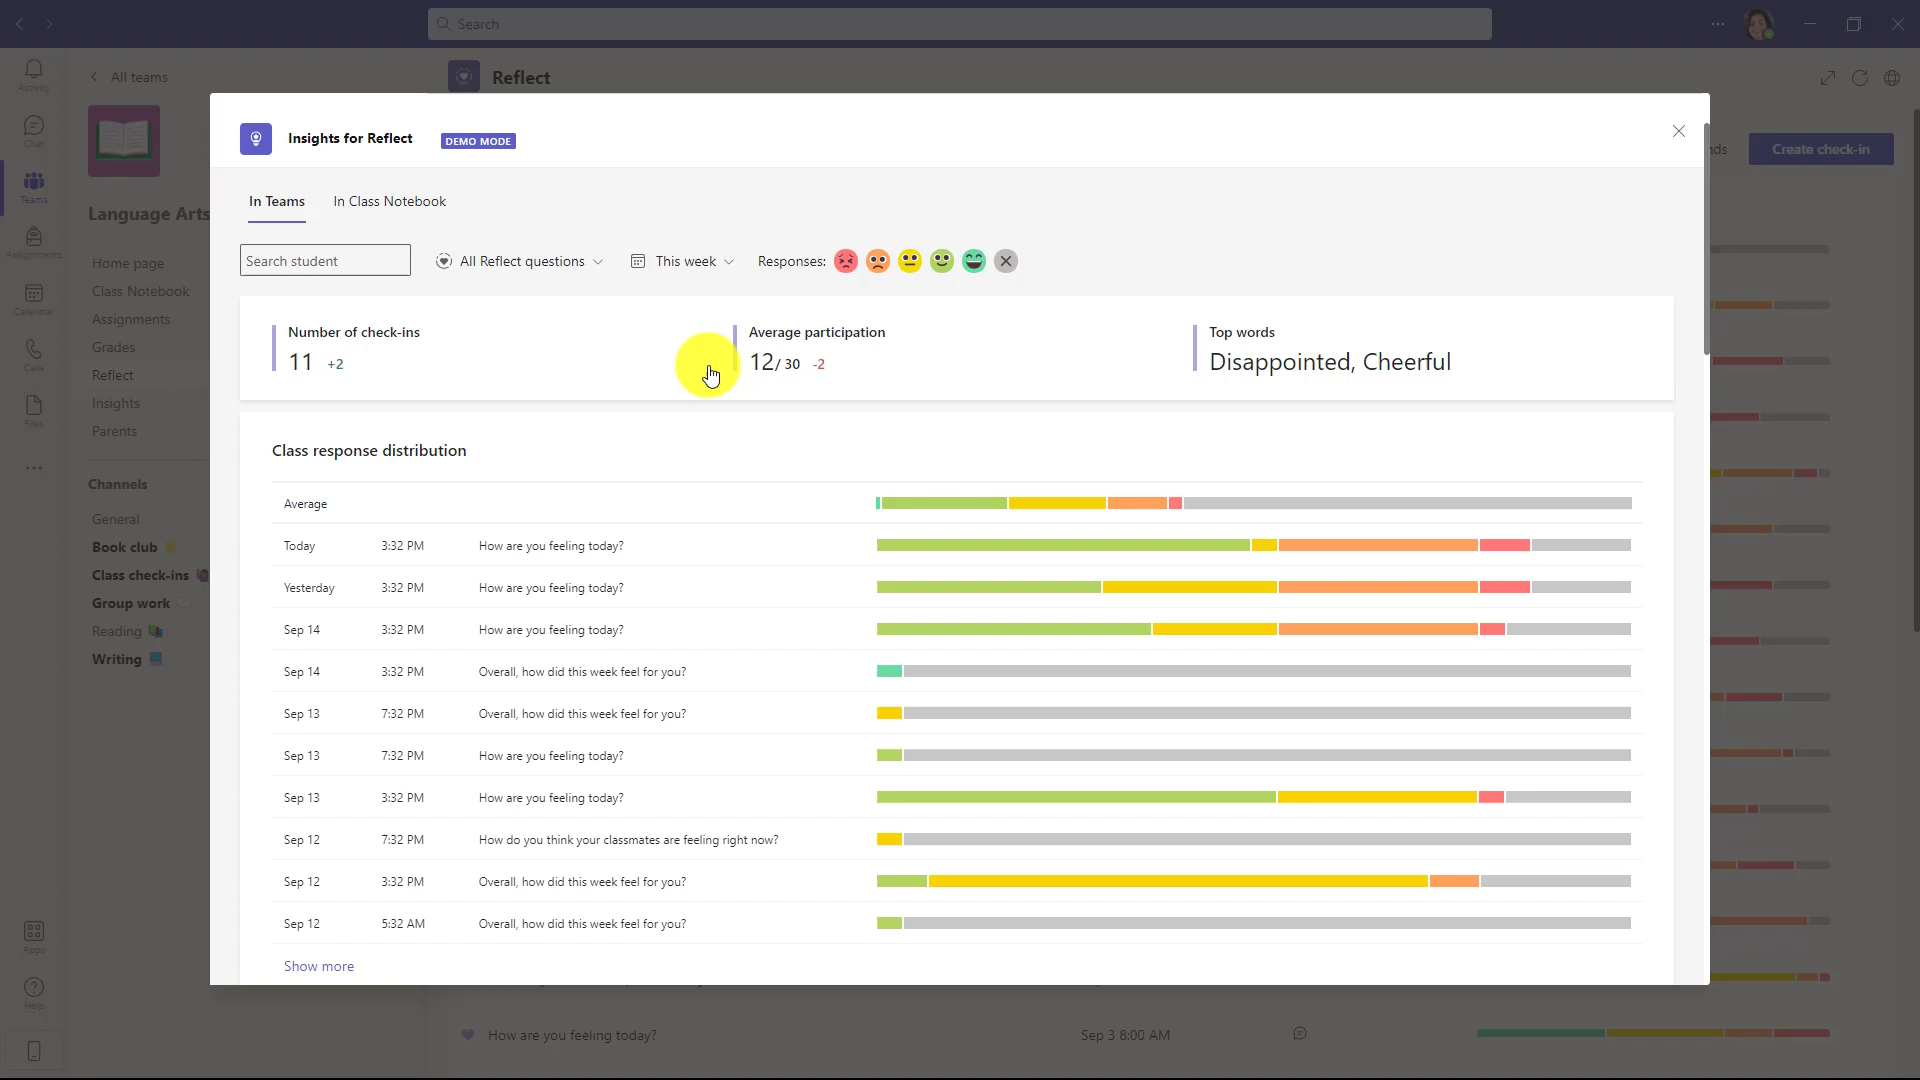 Search
Activity
Chat
Teams
Assignments
Calendar
Calls
Files
Apps
Help
All teams
Language Arts
Home page
Class Notebook
Assignments
Grades
Reflect
Insights
Parents
Channels
General
Book club
Class check-ins
Group work
Reading
Writing
Reflect
Create check-in
Insights for Reflect DEMO MODE
In Teams In Class Notebook
Search student All Reflect questions This week Responses:
Number of check-ins
11 +2
Average participation
12/ 30 -2
Top words
Disappointed, Cheerful
Class response distribution
Average
Today 3:32 PM How are you feeling today?
Yesterday 3:32 PM How are you feeling today?
Sep 14 3:32 PM How are you feeling today?
Sep 14 3:32 PM Overall, how did this week feel for you?
Sep 13 7:32 PM Overall, how did this week feel for you?
Sep 13 7:32 PM How are you feeling today?
Sep 13 3:32 PM How are you feeling today?
Sep 12 7:32 PM How do you think your classmates are feeling right now?
Sep 12 3:32 PM Overall, how did this week feel for you?
Sep 12 5:32 AM Overall, how did this week feel for you?
Show more
How are you feeling today? Sep 3 8:00 AM